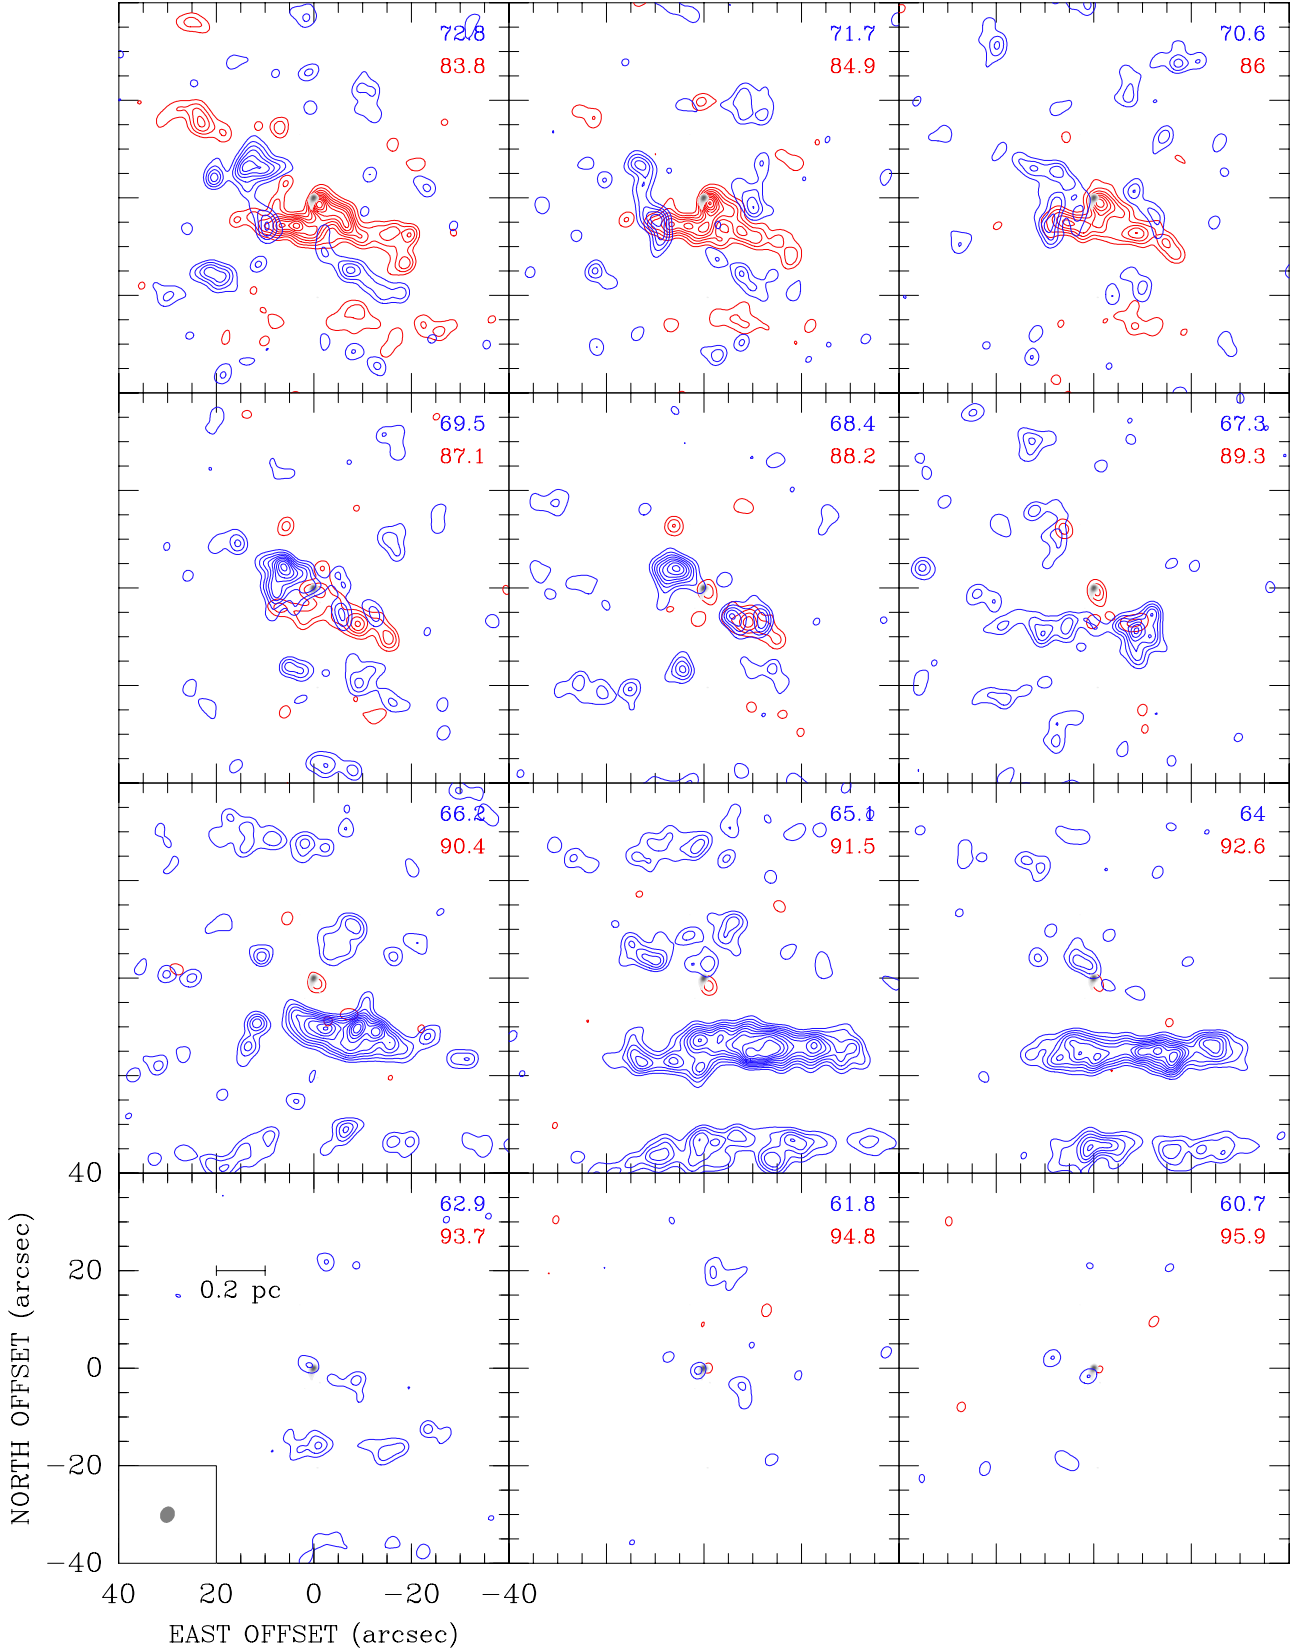 72.8 71.7 70.6
83.8 84.9 86
69.5 68.4 67.3
87.1 88.2 89.3
66.2 65.1 64
90.4 91.5 92.6
40
62.9 61.8 60.7
93.7 94.8 95.9
20
0.2 pc
0
−20
−40
40 20 0 −20 −40
NORTH OFFSET (arcsec)
EAST OFFSET (arcsec)